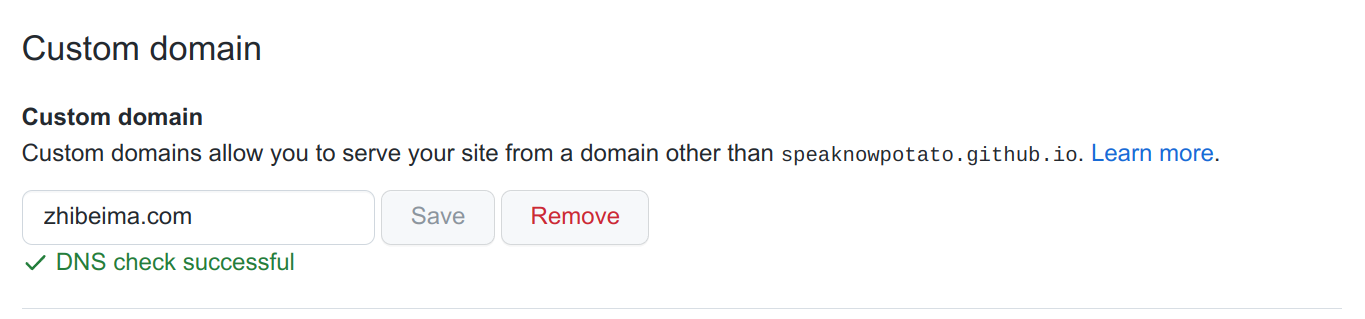 Custom domain
Custom domain
Custom domains allow you to serve your site from a domain other than speaknowpotato.github.io. Learn more.
zhibeima.com Save Remove
DNS check successful